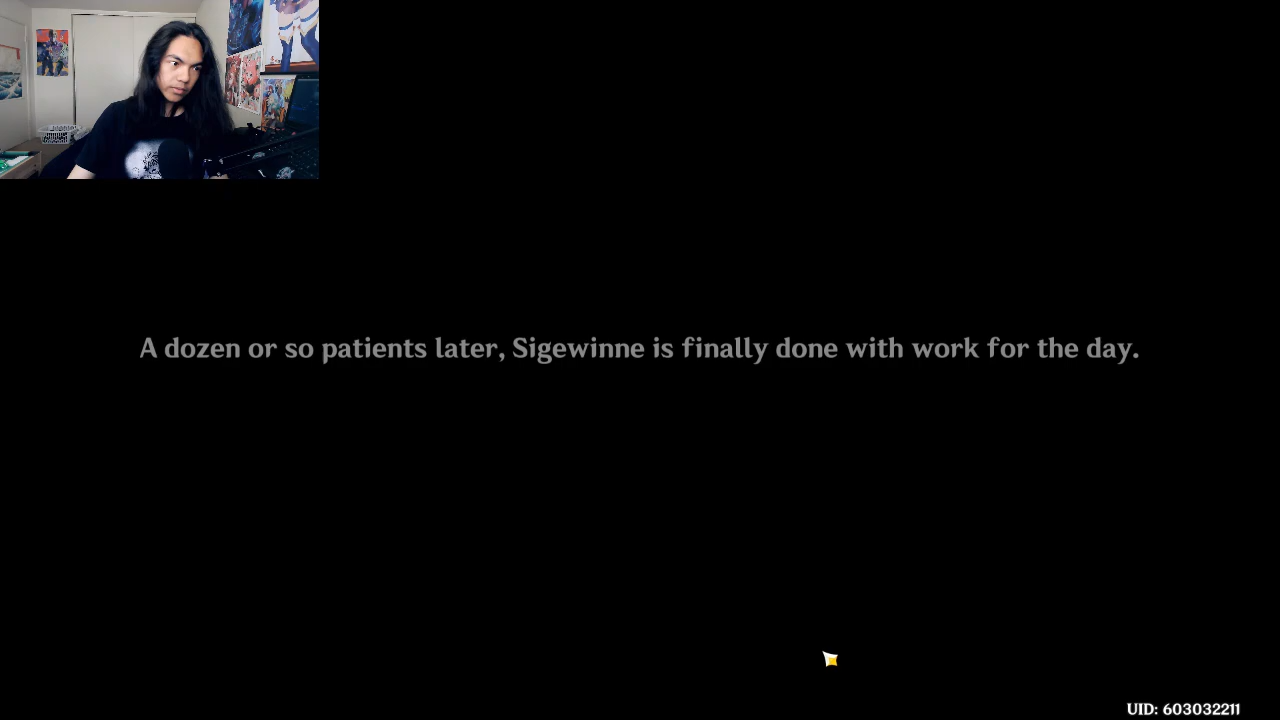 A dozen or so patients later, Sigewinne is finally done with work for the day.
UID: 603032211